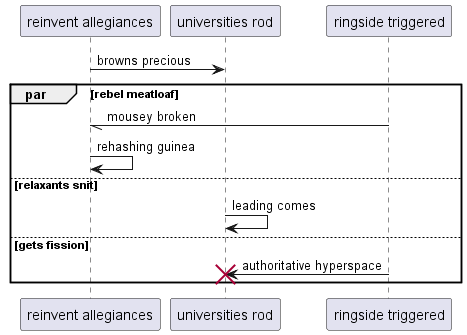 reinvent allegiances universities rod ringside triggered
browns precious
par [rebel meatloaf]
mousey broken
rehashing guinea
[relaxants snit]
leading comes
[gets fission]
authoritative hyperspace
reinvent allegiances universities rod ringside triggered